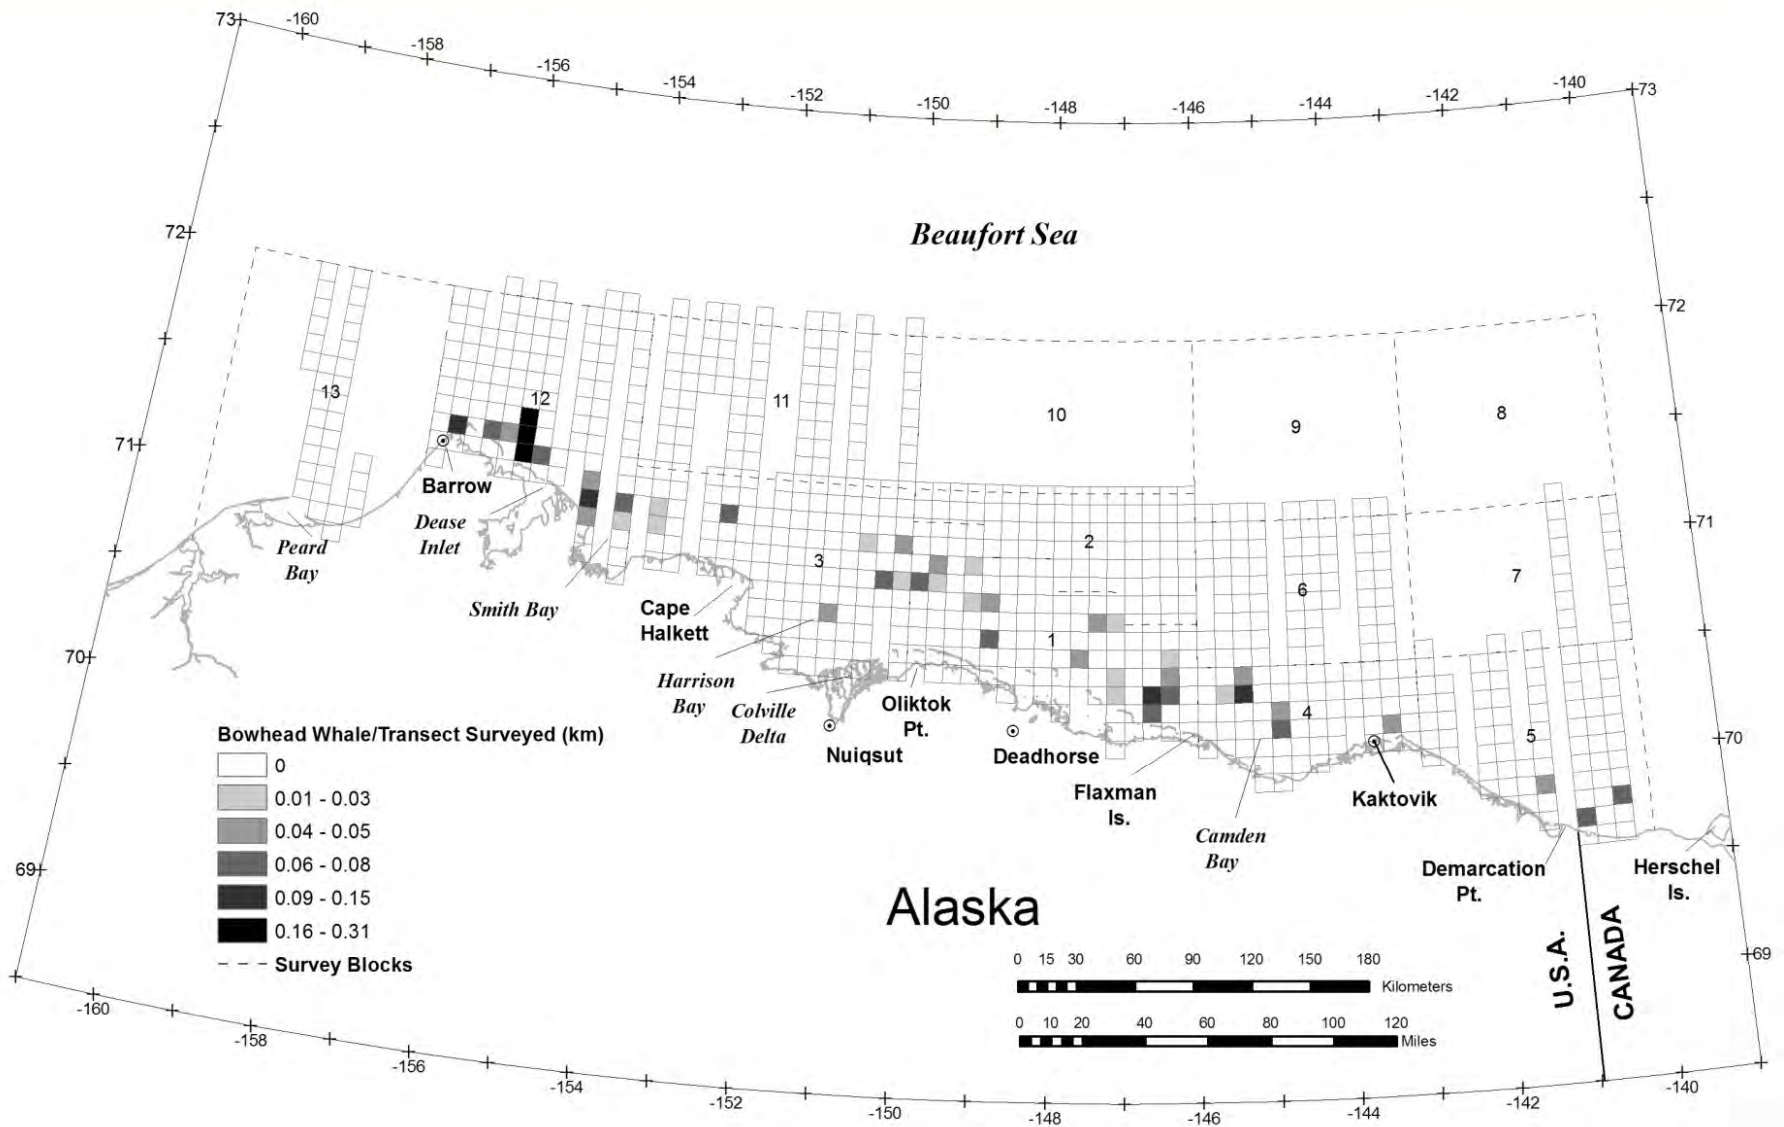 73
-160
-158
-156
-154
-152
-150
-148
-146
-144
-142
-140
73
72
Beaufort Sea
72
13
12
11
10
9
8
71
Barrow
Dease
Inlet
Peard
Bay
Smith Bay
Cape
Halkett
3
2
1
6
7
71
70
Harrison
Bay
Colville
Delta
Oliktok
Pt.
Nuiqsut
Deadhorse
Flaxman
Is.
4
Camden
Bay
Kaktovik
5
70
Demarcation
Pt.
Herschel
Is.
Bowhead Whale/Transect Surveyed (km)
0
0.01 - 0.03
0.04 - 0.05
0.06 - 0.08
0.09 - 0.15
0.16 - 0.31
Survey Blocks
69
Alaska
U.S.A.
CANADA
69
0 15 30 60 90 120 150 180
Kilometers
0 10 20 40 60 80 100 120
Miles
-160
-158
-156
-154
-152
-150
-148
-146
-144
-142
-140